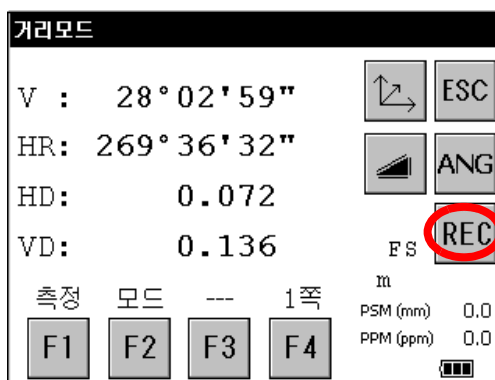 거리모드
V : 28°02'59" ESC
HR: 269°36'32" ANG
HD: 0.072
VD: 0.136 FS REC
m
측정 모드 --- 1쪽
PSM (mm) 0.0
F1 F2 F3 F4
PPM (ppm) 0.0